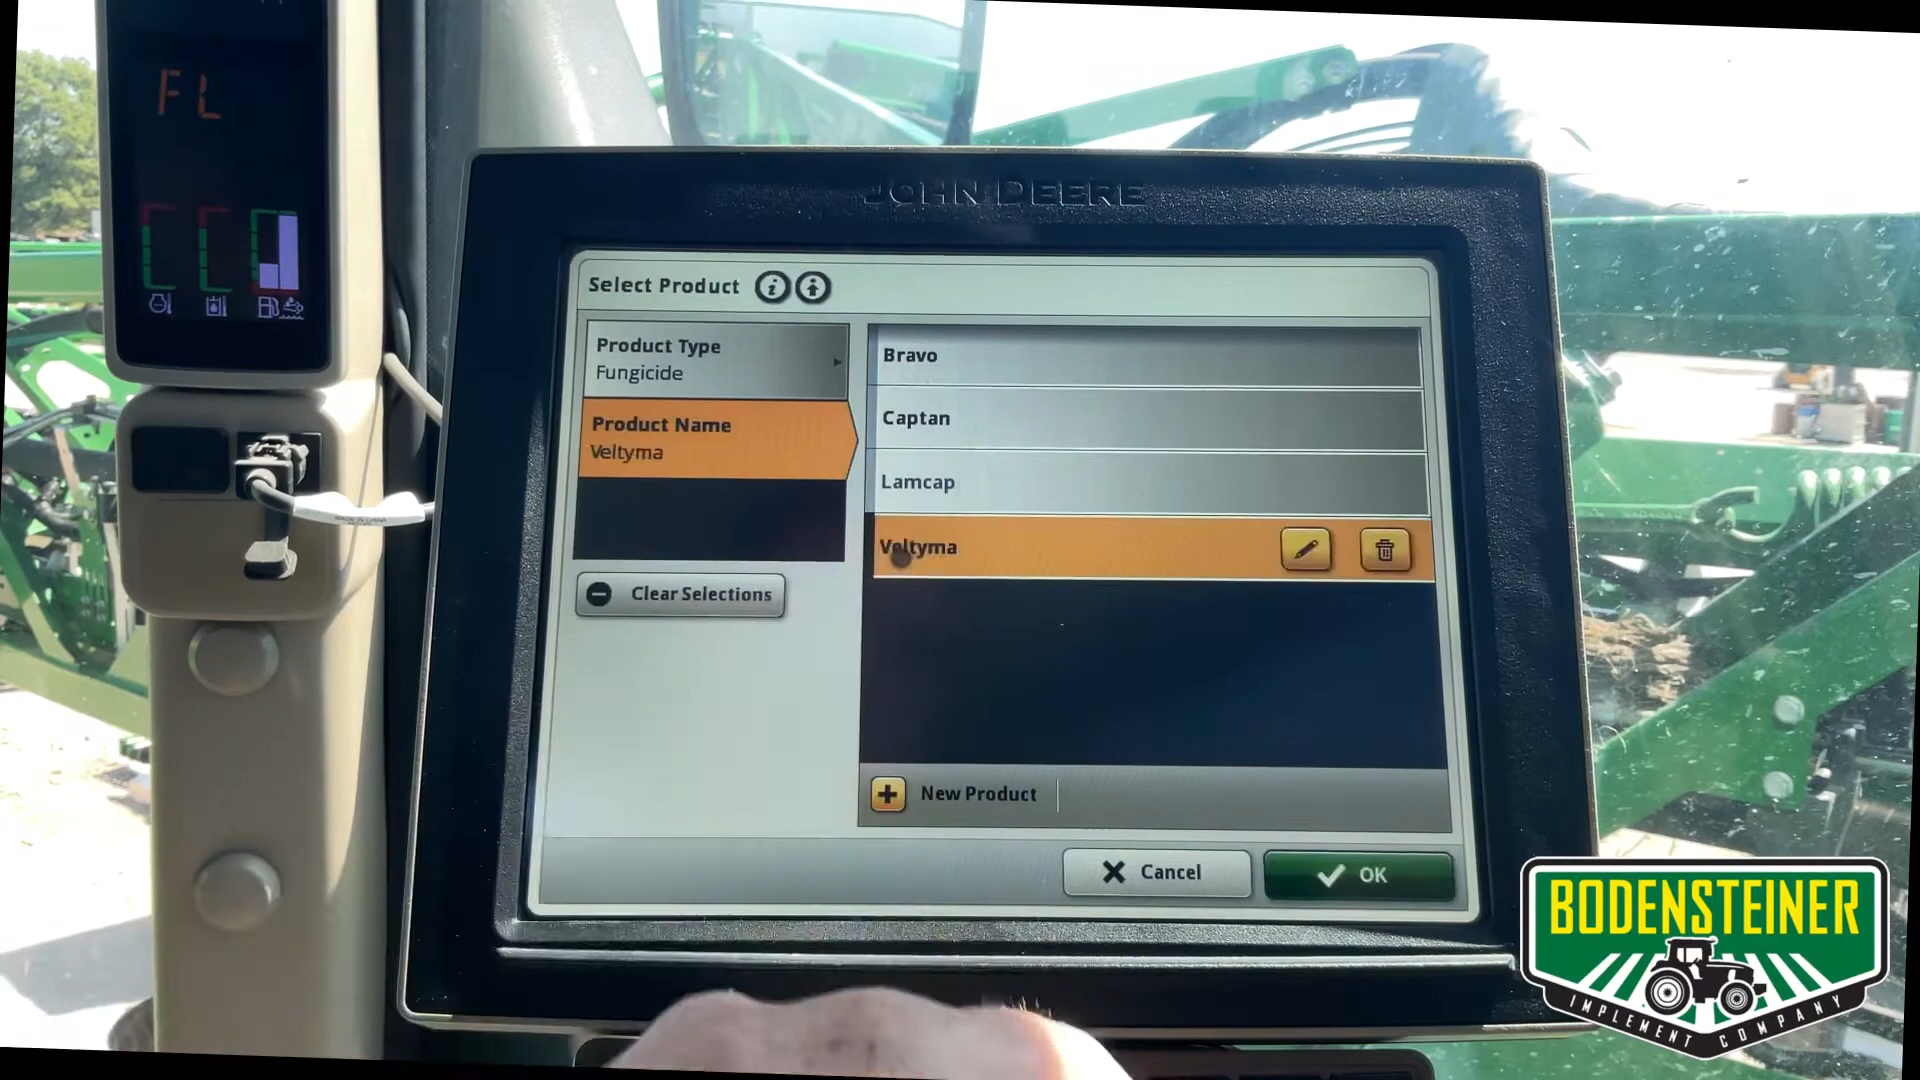 FL
JOHN DEERE
Select Product
Product Type
Fungicide
Product Name
Veltyma
Clear Selections
Bravo
Captan
Lamcap
Veltyma
New Product
Cancel
OK
BODENSTEINER
IMPLEMENT COMPANY